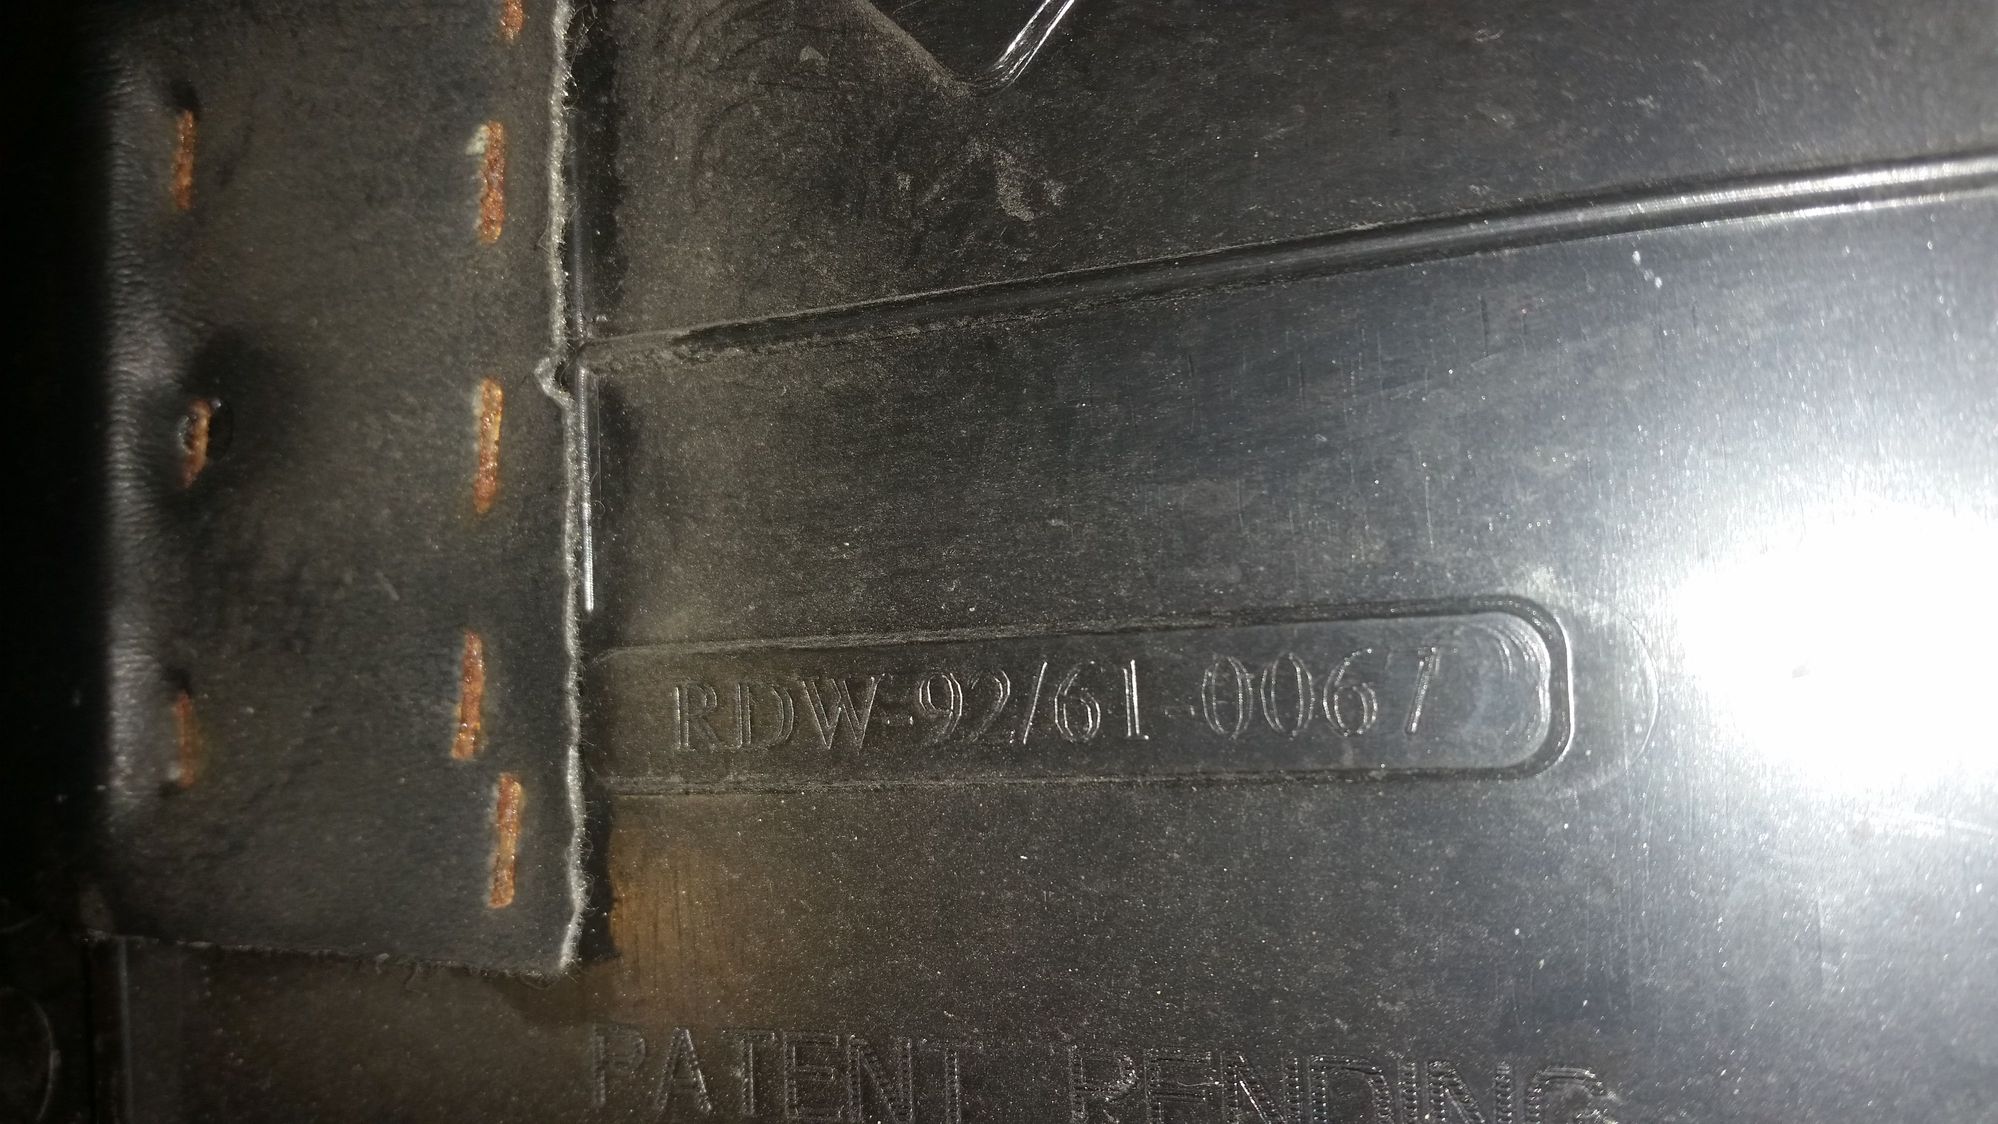 RDW-92/61-0067
PATENT PENDING